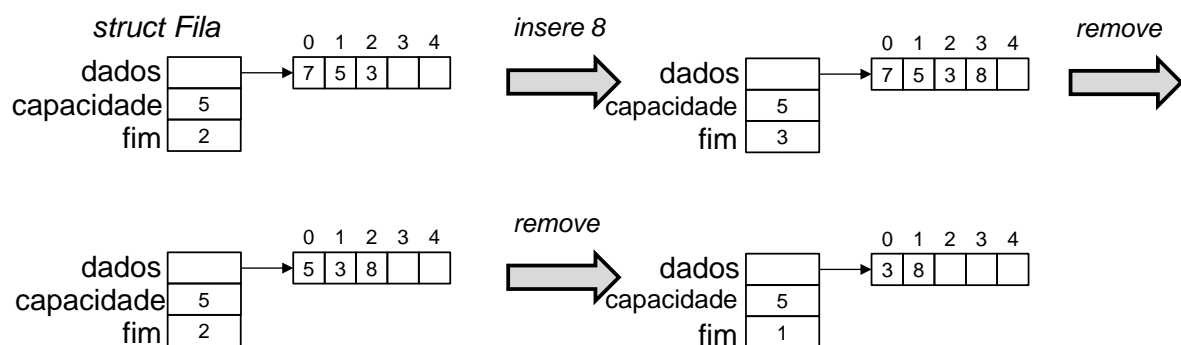 struct Fila
insere 8
remove
0 1 2 3 4
dados 7 5 3
capacidade 5
fim 2
0 1 2 3 4
dados 7 5 3 8
capacidade 5
fim 3
remove
0 1 2 3 4
dados 5 3 8
capacidade 5
fim 2
0 1 2 3 4
dados 3 8
capacidade 5
fim 1